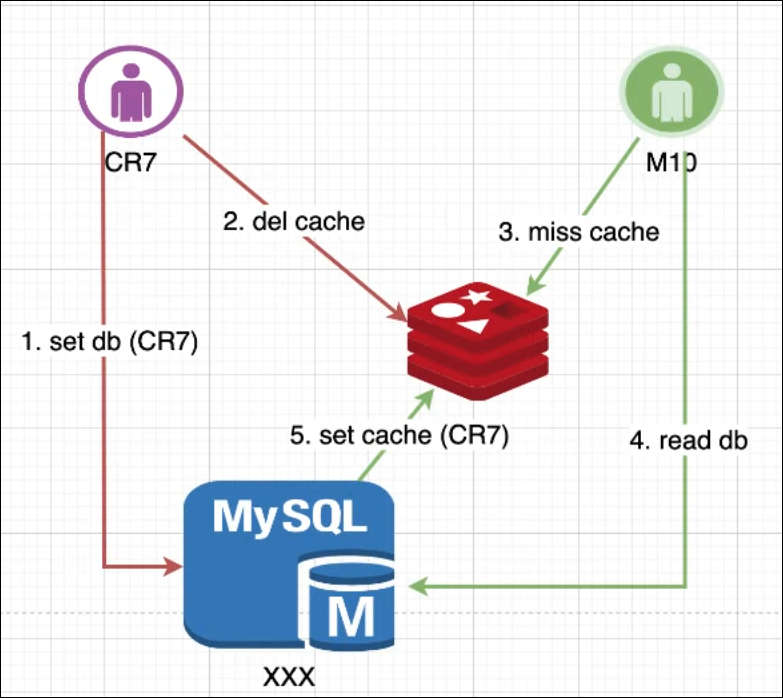 CR7
M10
2. del cache
3. miss cache
1. set db (CR7)
5. set cache (CR7)
4. read db
MySQL
M
XXX